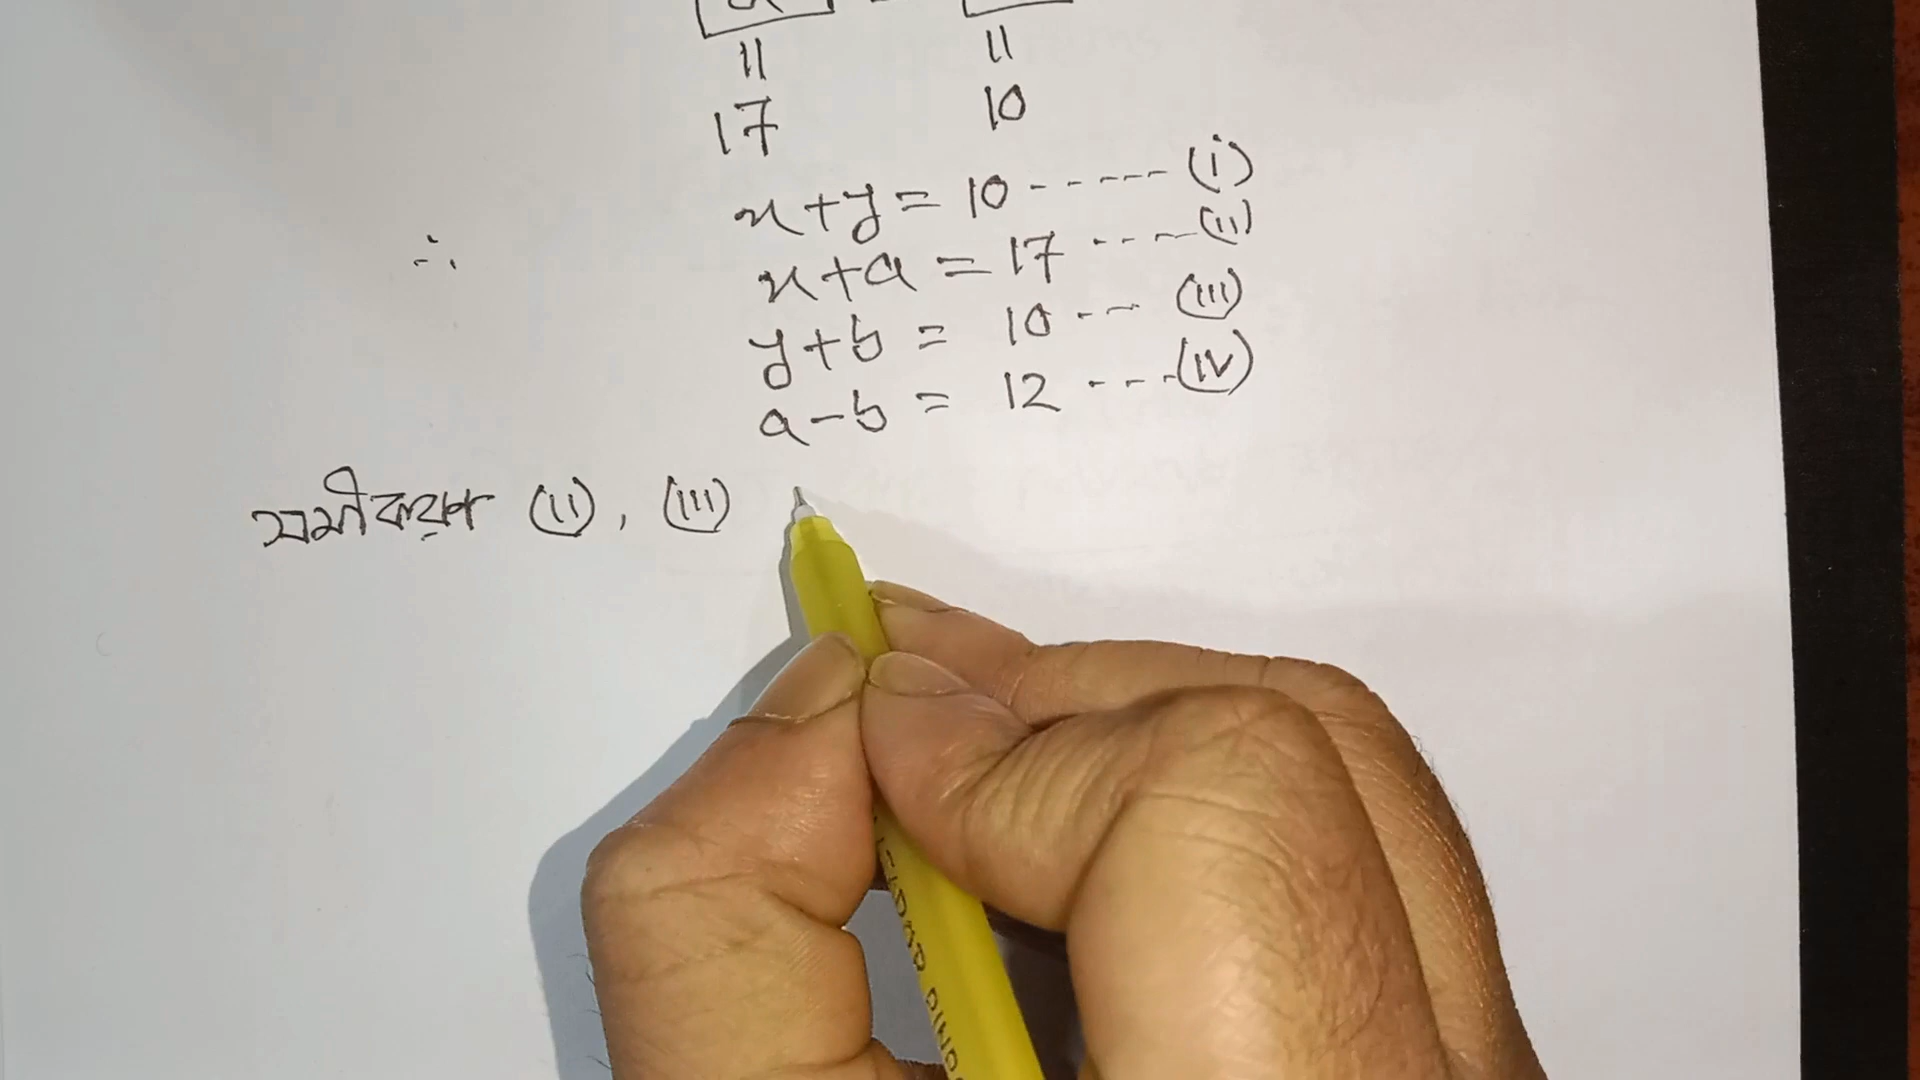 11 11
17 10
x+y = 10 ------ (i)
∴ x+a = 17 ---- (ii)
y+b = 10 --- (iii)
a-b = 12 --- (iv)
সমীকরণ (ii), (iii)